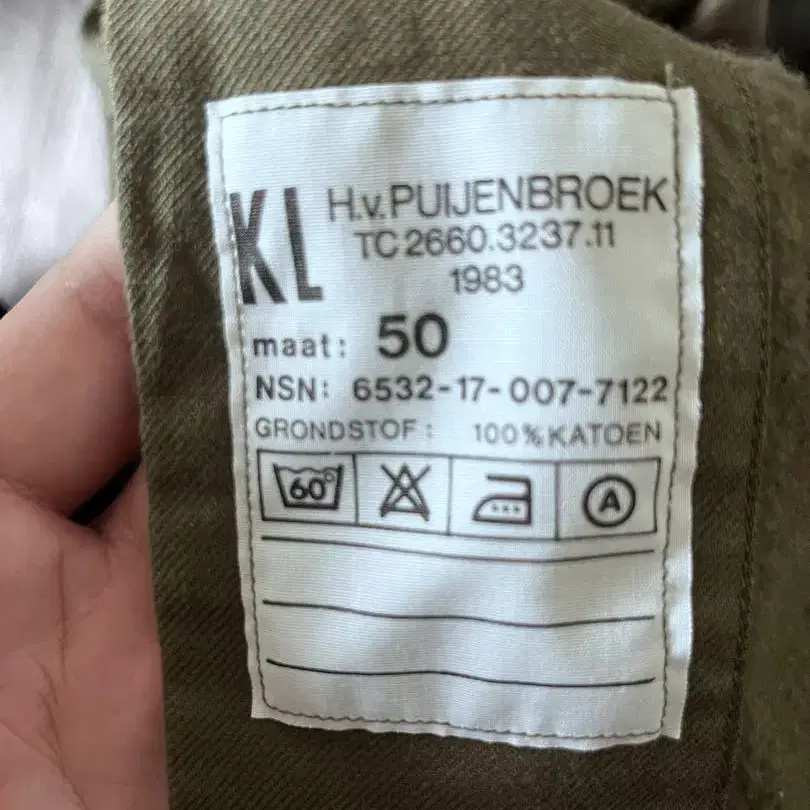 KL H.v. PUIJENBROEK
TC 2660.3237.11
1983
maat: 50
NSN: 6532-17-007-7122
GRONDSTOF: 100% KATOEN
60°
A